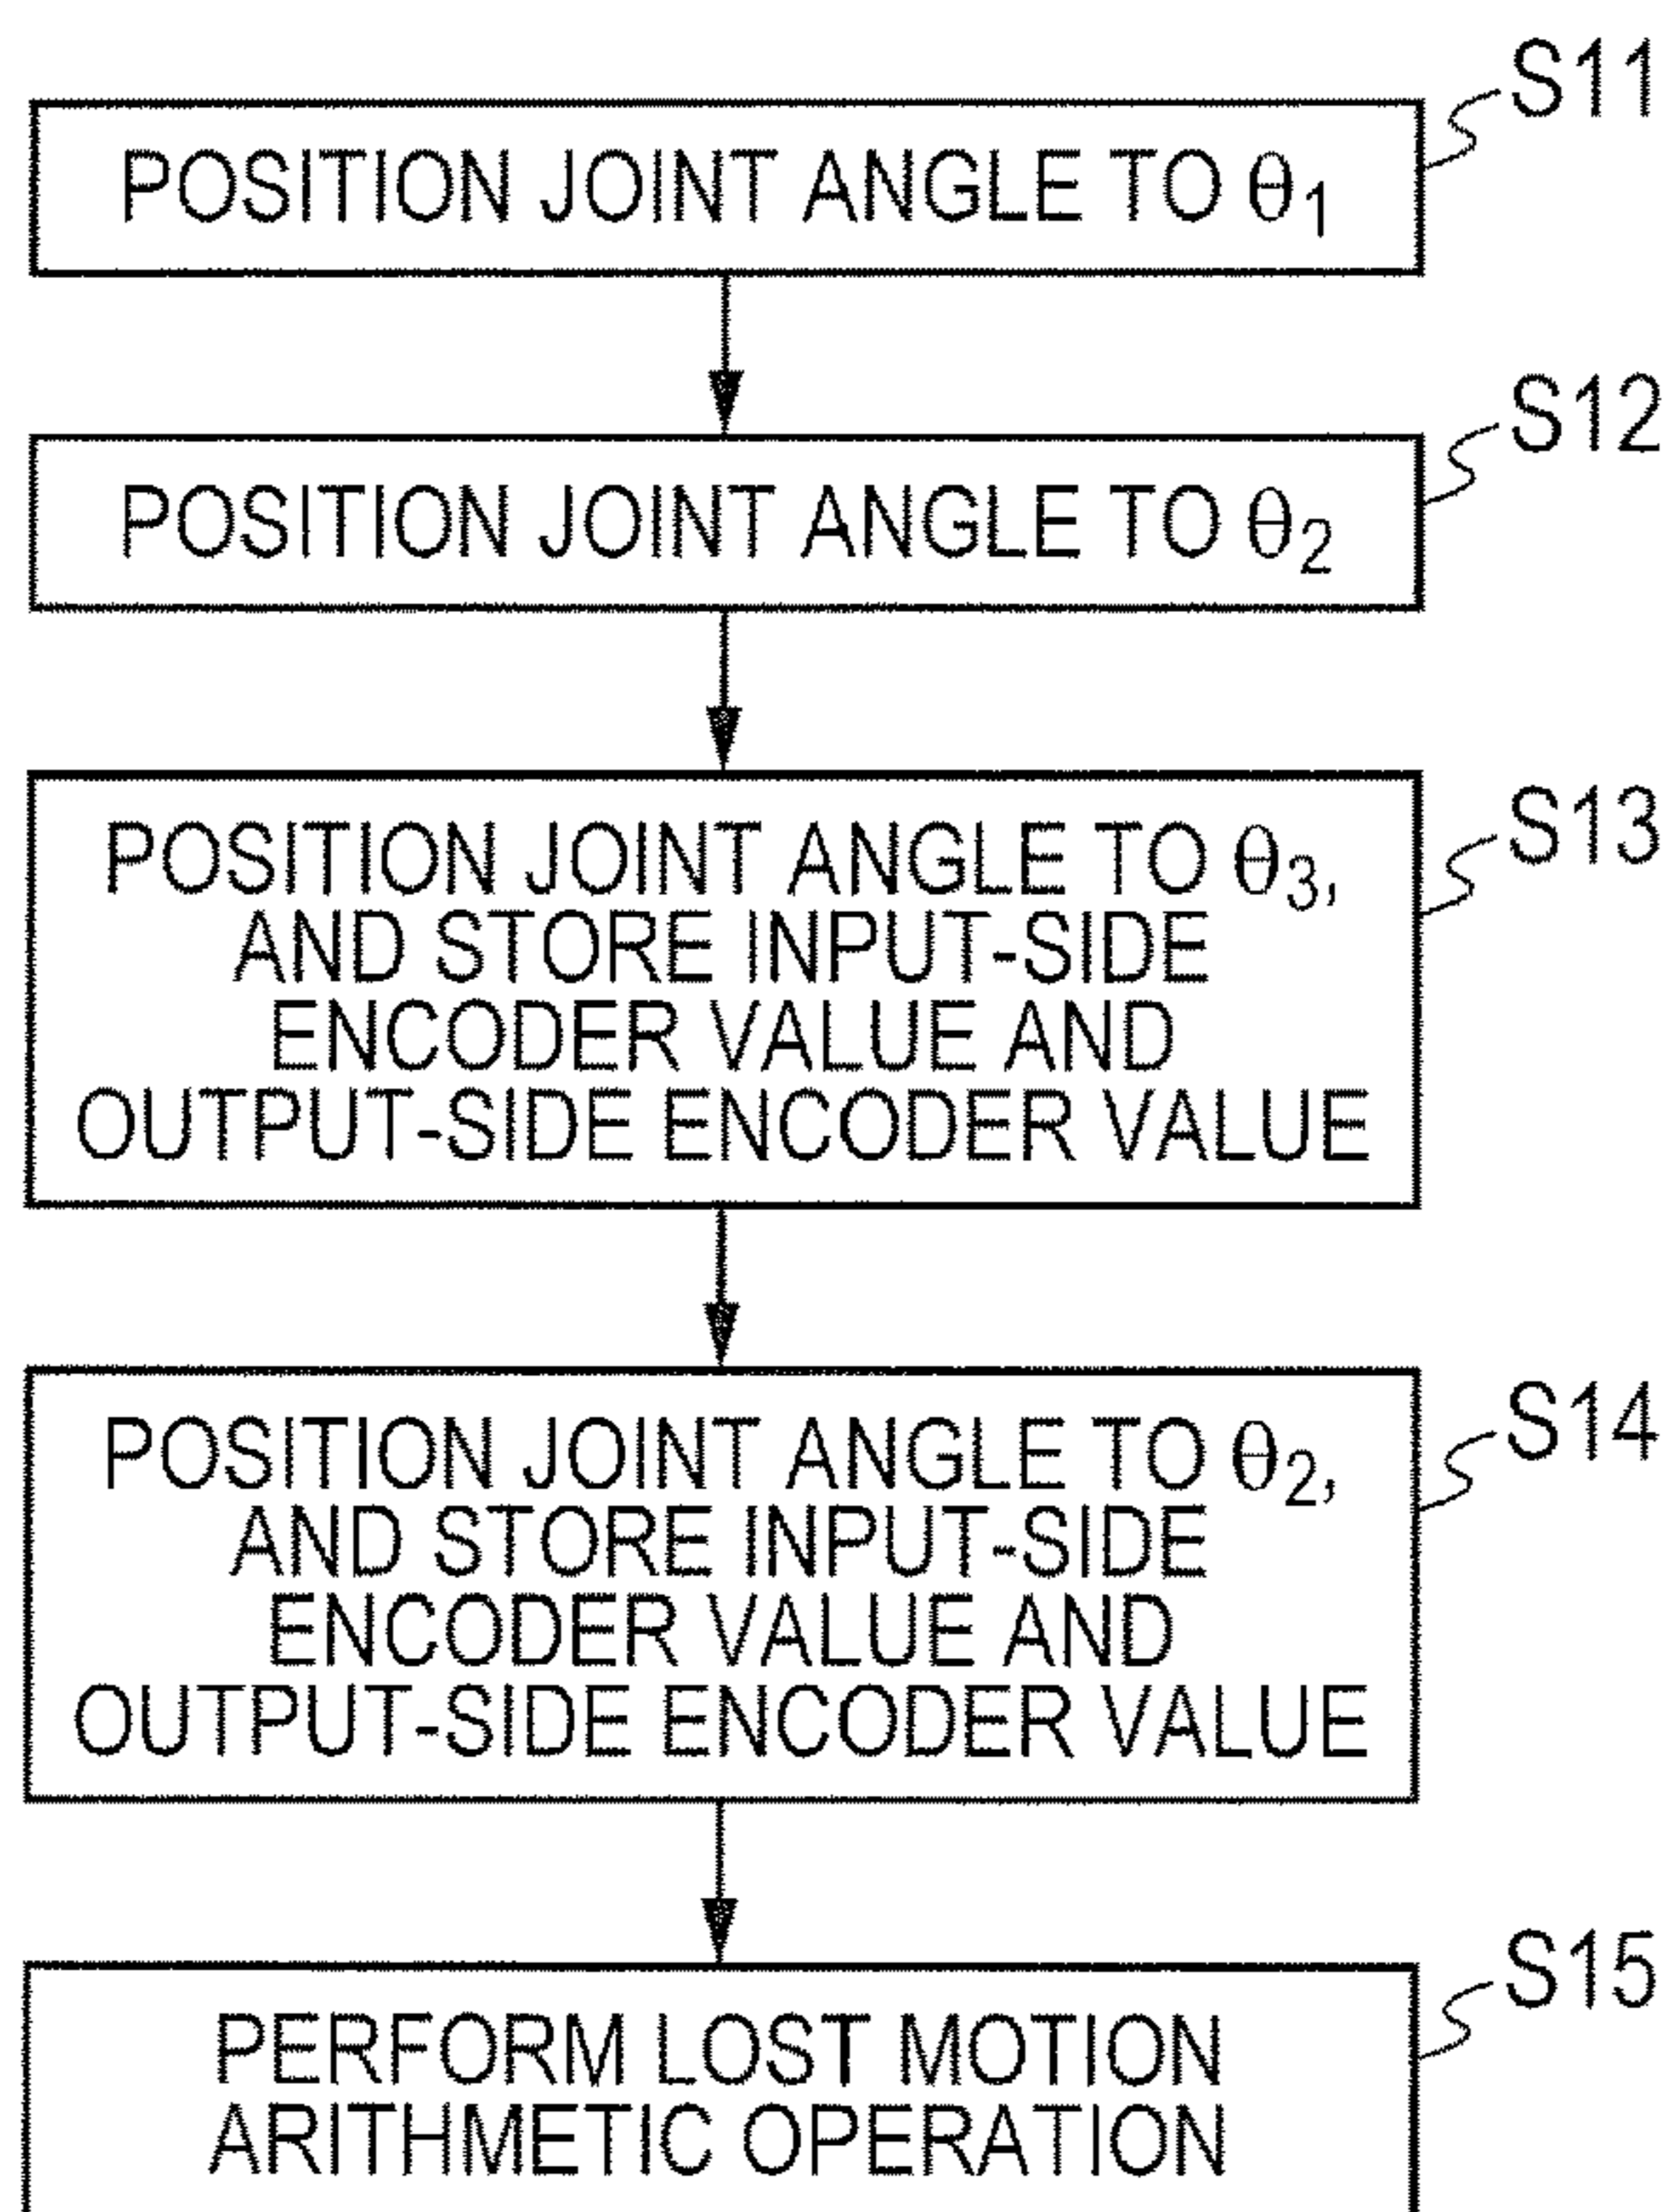 S11
POSITION JOINT ANGLE TO θ1
S12
POSITION JOINT ANGLE TO θ2
S13
POSITION JOINT ANGLE TO θ3,
AND STORE INPUT-SIDE
ENCODER VALUE AND
OUTPUT-SIDE ENCODER VALUE
S14
POSITION JOINT ANGLE TO θ2,
AND STORE INPUT-SIDE
ENCODER VALUE AND
OUTPUT-SIDE ENCODER VALUE
S15
PERFORM LOST MOTION
ARITHMETIC OPERATION